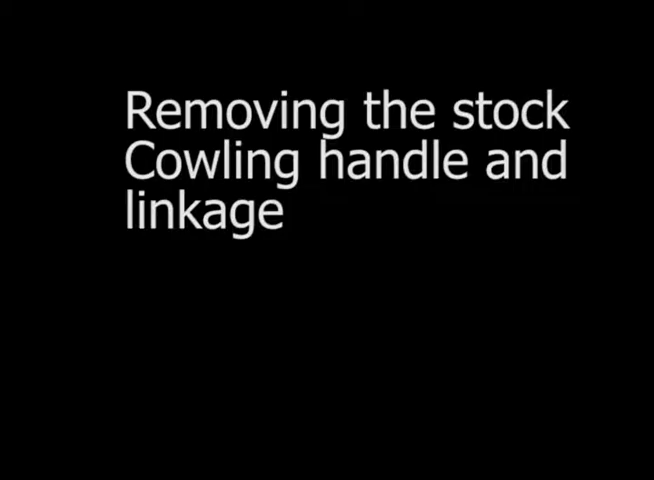 Removing the stock
Cowling handle and
linkage